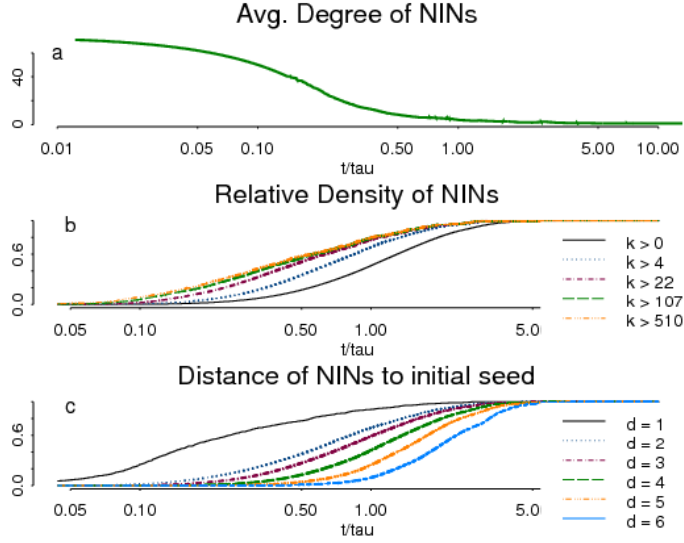 Avg. Degree of NINs
a
40
0
0.01 0.05 0.10 0.50 1.00 5.00 10.00
t/tau
Relative Density of NINs
b
0.6
0.0
0.05 0.10 0.50 1.00 5.0
t/tau
k > 0
k > 4
k > 22
k > 107
k > 510
Distance of NINs to initial seed
c
0.6
0.0
0.05 0.10 0.50 1.00 5.0
t/tau
d = 1
d = 2
d = 3
d = 4
d = 5
d = 6